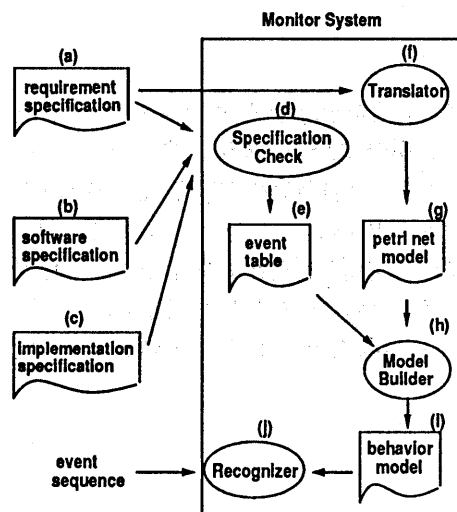 Monitor System
(a)
requirement
specification
(f)
Translator
(d)
Specification
Check
(b)
software
specification
(e)
event
table
(g)
petri net
model
(c)
implementation
specification
(h)
Model
Builder
(i)
behavior
model
(j)
Recognizer
event
sequence